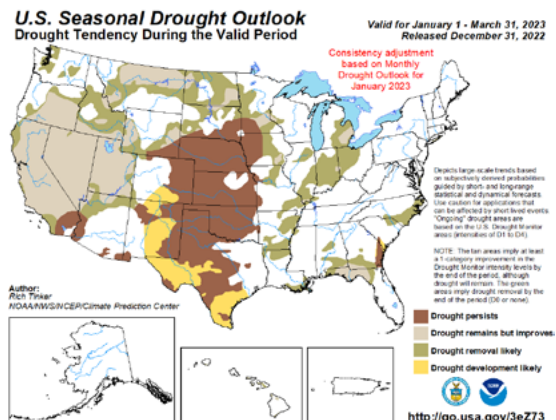 U.S. Seasonal Drought Outlook
Drought Tendency During the Valid Period
Valid for January 1 - March 31, 2023
Released December 31, 2022
Consistency adjustment
based on Monthly
Drought Outlook for
January 2023
Depicts large-scale trends based
on subjectively derived probabilities
guided by short- and long-range
statistical and dynamical forecasts.
Use caution for applications that
can be affected by short lived events.
"Ongoing" drought areas are
based on the U.S. Drought Monitor
areas (intensities of D1 to D4).
NOTE: The tan areas imply at least
a 1-category improvement in the
Drought Monitor intensity levels by
the end of the period, although
drought will remain. The green
areas imply drought removal by the
end of the period (D0 or none).
Author:
Rich Tinker
NOAA/NWS/NCEP/Climate Prediction Center
Drought persists
Drought remains but improves
Drought removal likely
Drought development likely
http://go.usa.gov/3eZ73